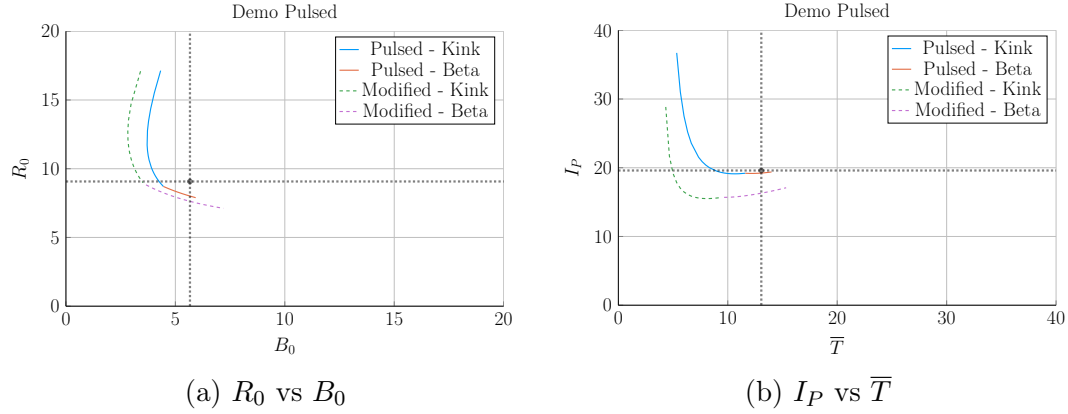 Demo Pulsed
20
15
10
5
0
R₀
Pulsed - Kink
Pulsed - Beta
Modified - Kink
Modified - Beta
0 5 10 15 20
B₀
(a) R₀ vs B₀
Demo Pulsed
40
30
20
10
0
I_P
Pulsed - Kink
Pulsed - Beta
Modified - Kink
Modified - Beta
0 10 20 30 40
T̅
(b) I_P vs T̅